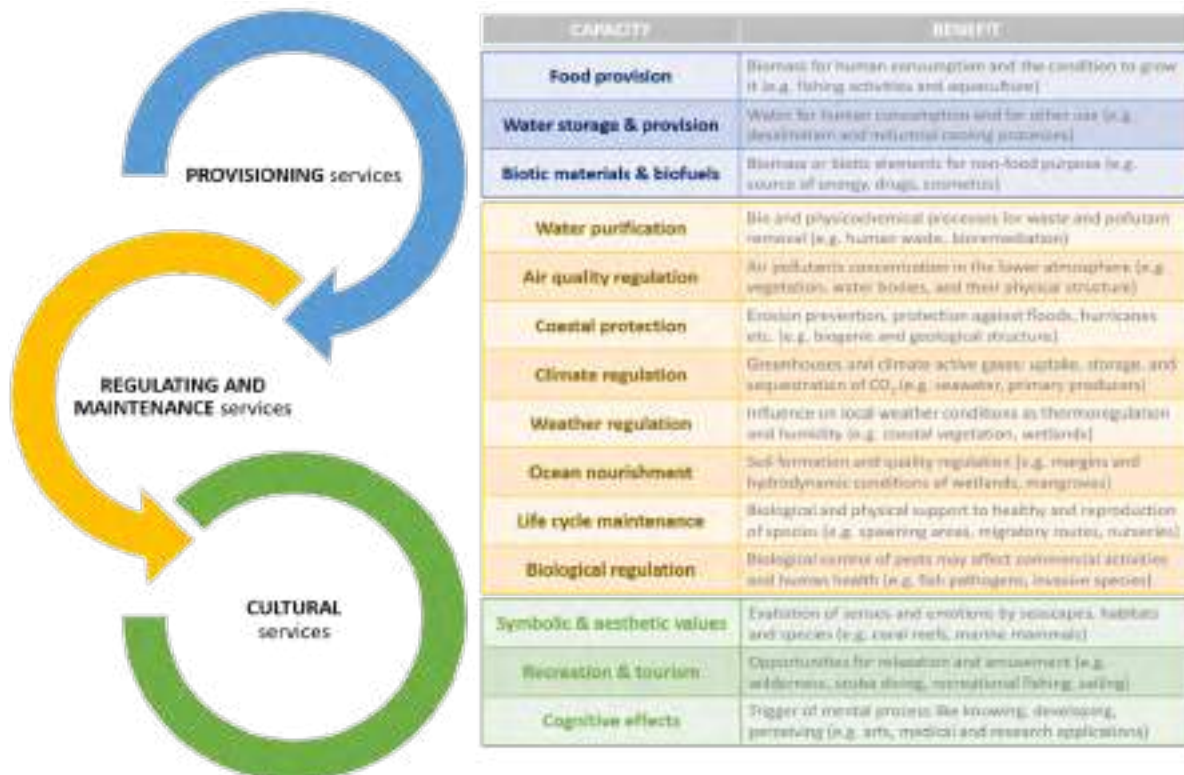 PROVISIONING services
REGULATING AND
MAINTENANCE services
CULTURAL
services
CAPACITY BENEFIT
Food provision
Biomass for human consumption and the condition to grow
it (e.g. fishing activities and aquaculture)
Water storage & provision
Water for human consumption and for other use (e.g.
desalination and industrial cooling processes)
Biotic materials & biofuels
Biomass or biotic elements for non-food purpose (e.g.
source of energy, drugs, cosmetics)
Water purification
Bio and physicochemical processes for waste and pollutant
removal (e.g. human waste, bioremediation)
Air quality regulation
Air pollutants concentration in the lower atmosphere (e.g.
vegetation, water bodies, and their physical structure)
Coastal protection
Erosion prevention, protection against floods, hurricanes
etc. (e.g. biogenic and geological structure)
Climate regulation
Greenhouses and climate active gases: uptake, storage, and
sequestration of CO₂ (e.g. seawater, primary producers)
Weather regulation
Influence on local weather conditions as thermoregulation
and humidity (e.g. coastal vegetation, wetlands)
Ocean nourishment
Soil formation and quality regulation (e.g. margins and
hydrodynamic conditions of wetlands, mangroves)
Life cycle maintenance
Biological and physical support to healthy and reproduction
of species (e.g. spawning areas, migratory routes, nurseries)
Biological regulation
Biological control of pests may affect commercial activities
and human health (e.g. fish pathogens, invasive species)
Symbolic & aesthetic values
Exaltation of senses and emotions by seascapes, habitats
and species (e.g. coral reefs, marine mammals)
Recreation & tourism
Opportunities for relaxation and amusement (e.g.
wilderness, scuba diving, recreational fishing, sailing)
Cognitive effects
Trigger of mental process like knowing, developing,
perceiving (e.g. arts, medical and research applications)